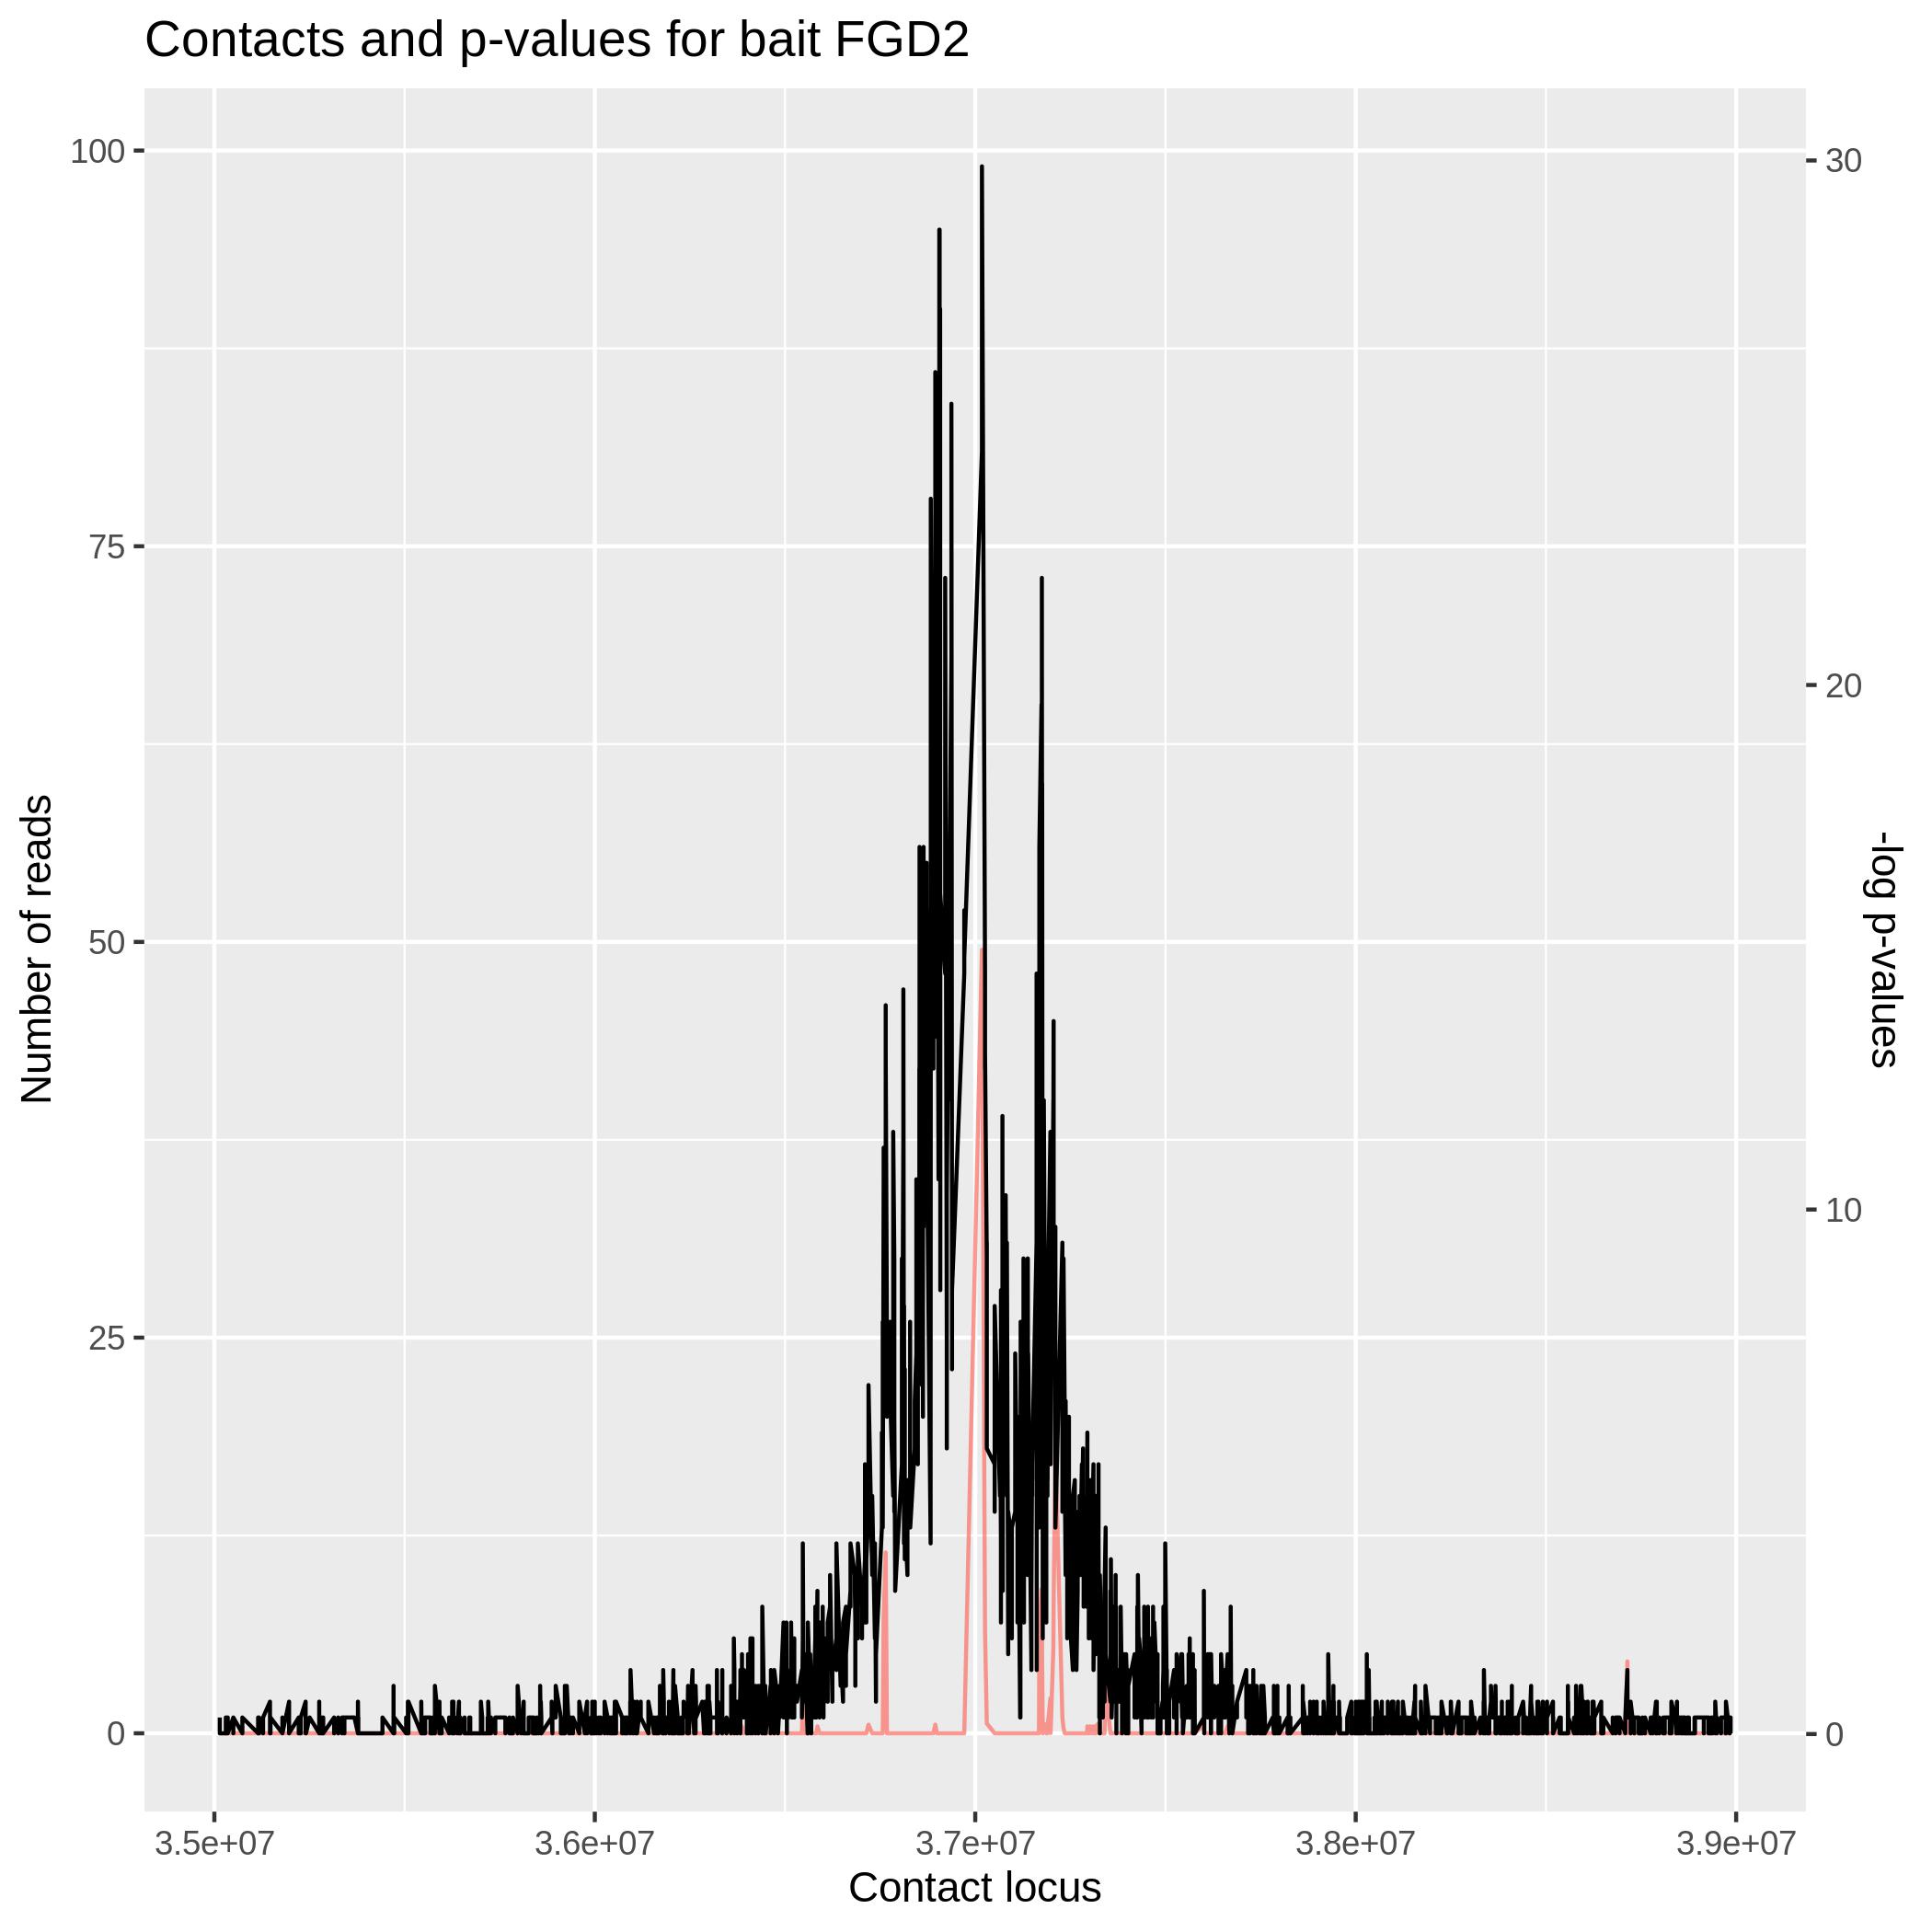 Contacts and p-values for bait FGD2
100
75
50
25
0
Number of reads
30
20
10
0
-log p-values
3.5e+07 3.6e+07 3.7e+07 3.8e+07 3.9e+07
Contact locus